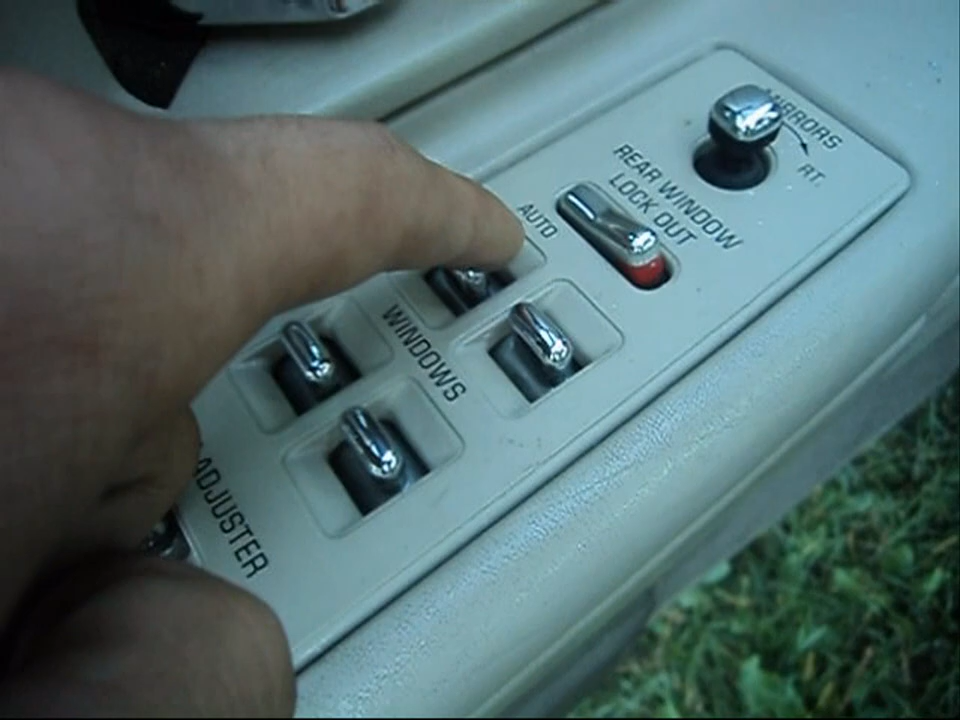 MIRRORS
RT.
REAR WINDOW
LOCK OUT
AUTO
WINDOWS
ADJUSTER